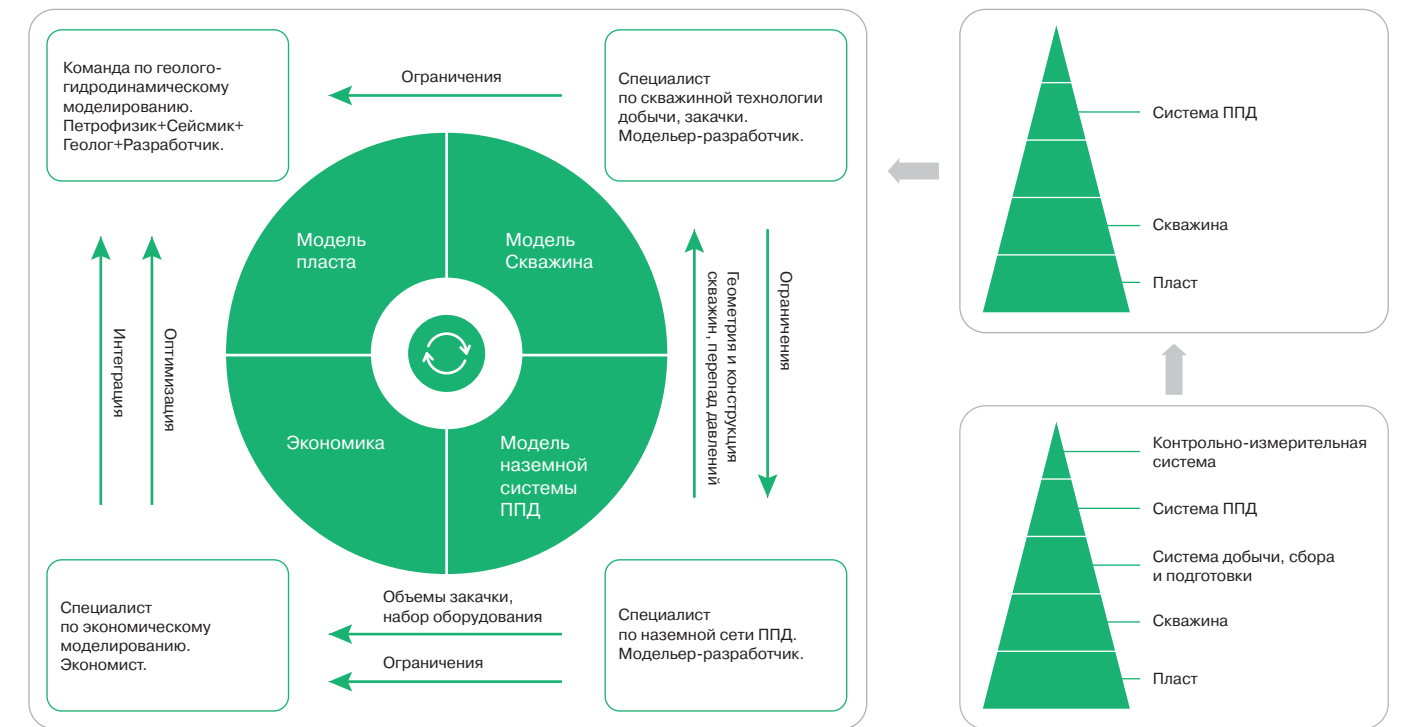 Команда по геолого-
гидродинамическому
моделированию.
Петрофизик+Сейсмик+
Геолог+Разработчик.
Ограничения
Специалист
по скважинной технологии
добычи, закачки.
Модельер-разработчик.
Модель
пласта
Модель
Скважина
Интеграция
Оптимизация
Геометрия и конструкция
скважин, перепад давлений
Ограничения
Экономика
Модель
наземной
системы
ППД
Специалист
по экономическому
моделированию.
Экономист.
Объемы закачки,
набор оборудования
Ограничения
Специалист
по наземной сети ППД.
Модельер-разработчик.
Система ППД
Скважина
Пласт
Контрольно-измерительная
система
Система ППД
Система добычи, сбора
и подготовки
Скважина
Пласт